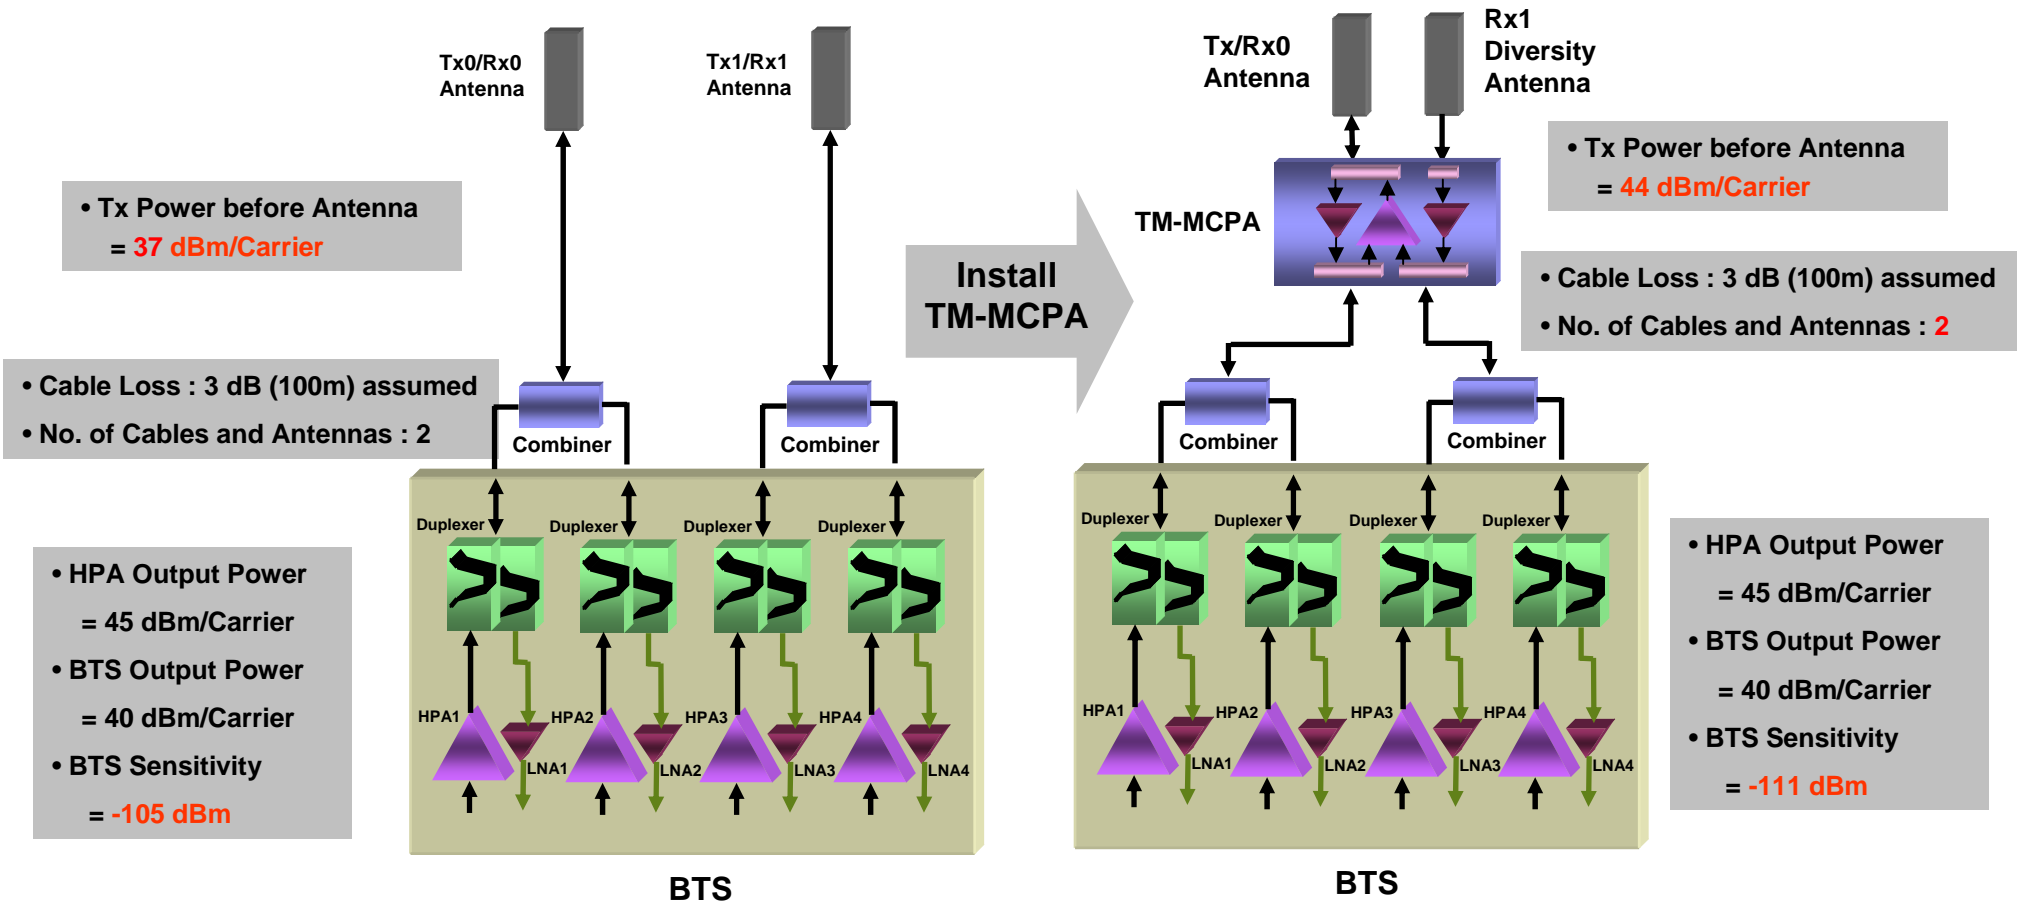 Tx0/Rx0
Antenna
Tx1/Rx1
Antenna
• Tx Power before Antenna
= 37 dBm/Carrier
• Cable Loss : 3 dB (100m) assumed
• No. of Cables and Antennas : 2
Combiner
Combiner
Duplexer
Duplexer
Duplexer
Duplexer
• HPA Output Power
= 45 dBm/Carrier
• BTS Output Power
= 40 dBm/Carrier
• BTS Sensitivity
= -105 dBm
HPA1
HPA2
HPA3
HPA4
LNA1
LNA2
LNA3
LNA4
BTS
Install
TM-MCPA
Tx/Rx0
Antenna
Rx1
Diversity
Antenna
• Tx Power before Antenna
= 44 dBm/Carrier
TM-MCPA
• Cable Loss : 3 dB (100m) assumed
• No. of Cables and Antennas : 2
Combiner
Combiner
Duplexer
Duplexer
Duplexer
Duplexer
• HPA Output Power
= 45 dBm/Carrier
• BTS Output Power
= 40 dBm/Carrier
• BTS Sensitivity
= -111 dBm
HPA1
HPA2
HPA3
HPA4
LNA1
LNA2
LNA3
LNA4
BTS